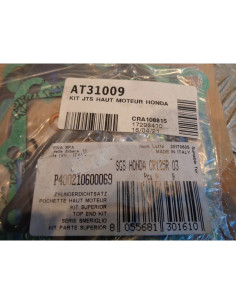 AT31009
KIT JTS HAUT MOTEUR HONDA
CRA108815
17298410
MADE IN ITALY
SGS HONDA CR125R 03
P400210600069
ZYLINDERDICHTSATZ
POCHETTE HAUT MOTEUR
KIT SUPERIOR
TOP END KIT
SERIE SMERIGLIO
KIT PARTE SUPERIOR
8 055681 301610